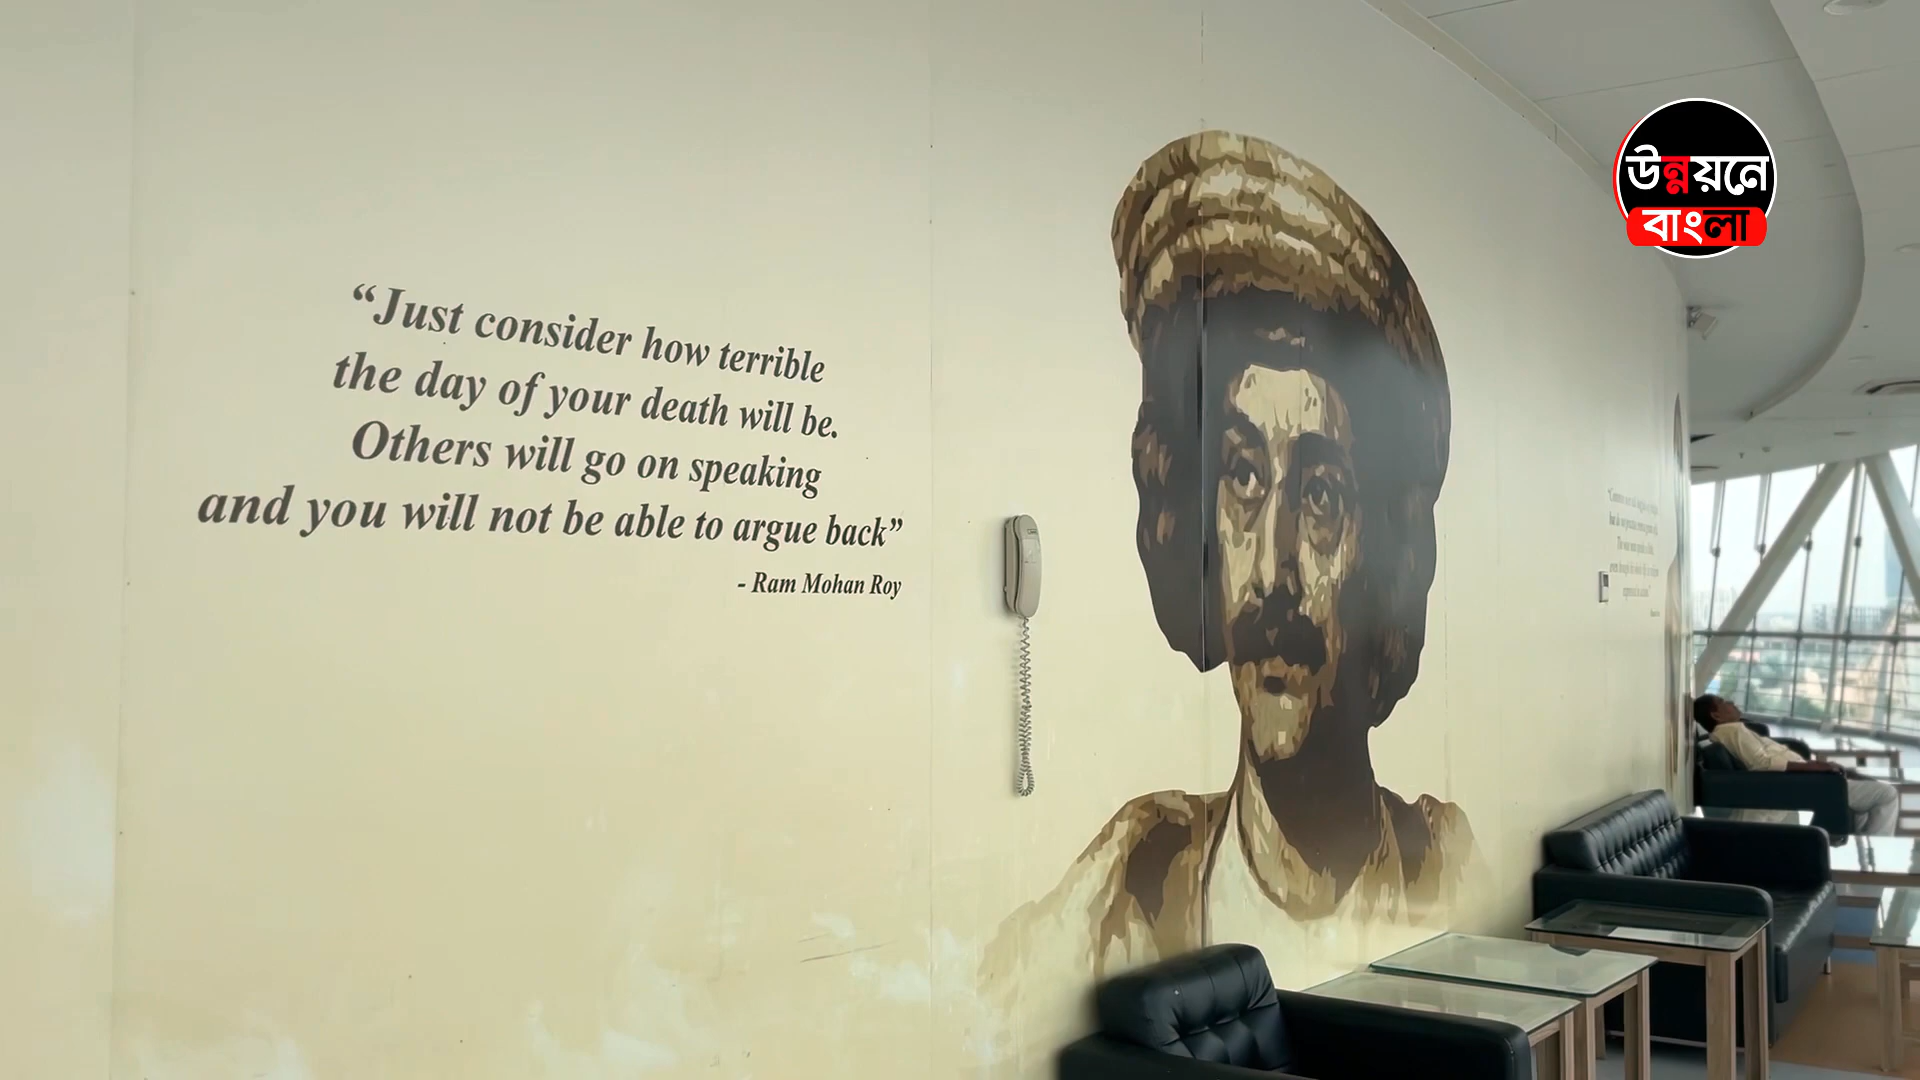 “Just consider how terrible
the day of your death will be.
Others will go on speaking
and you will not be able to argue back”
- Ram Mohan Roy
উন্নয়নে
বাংলা